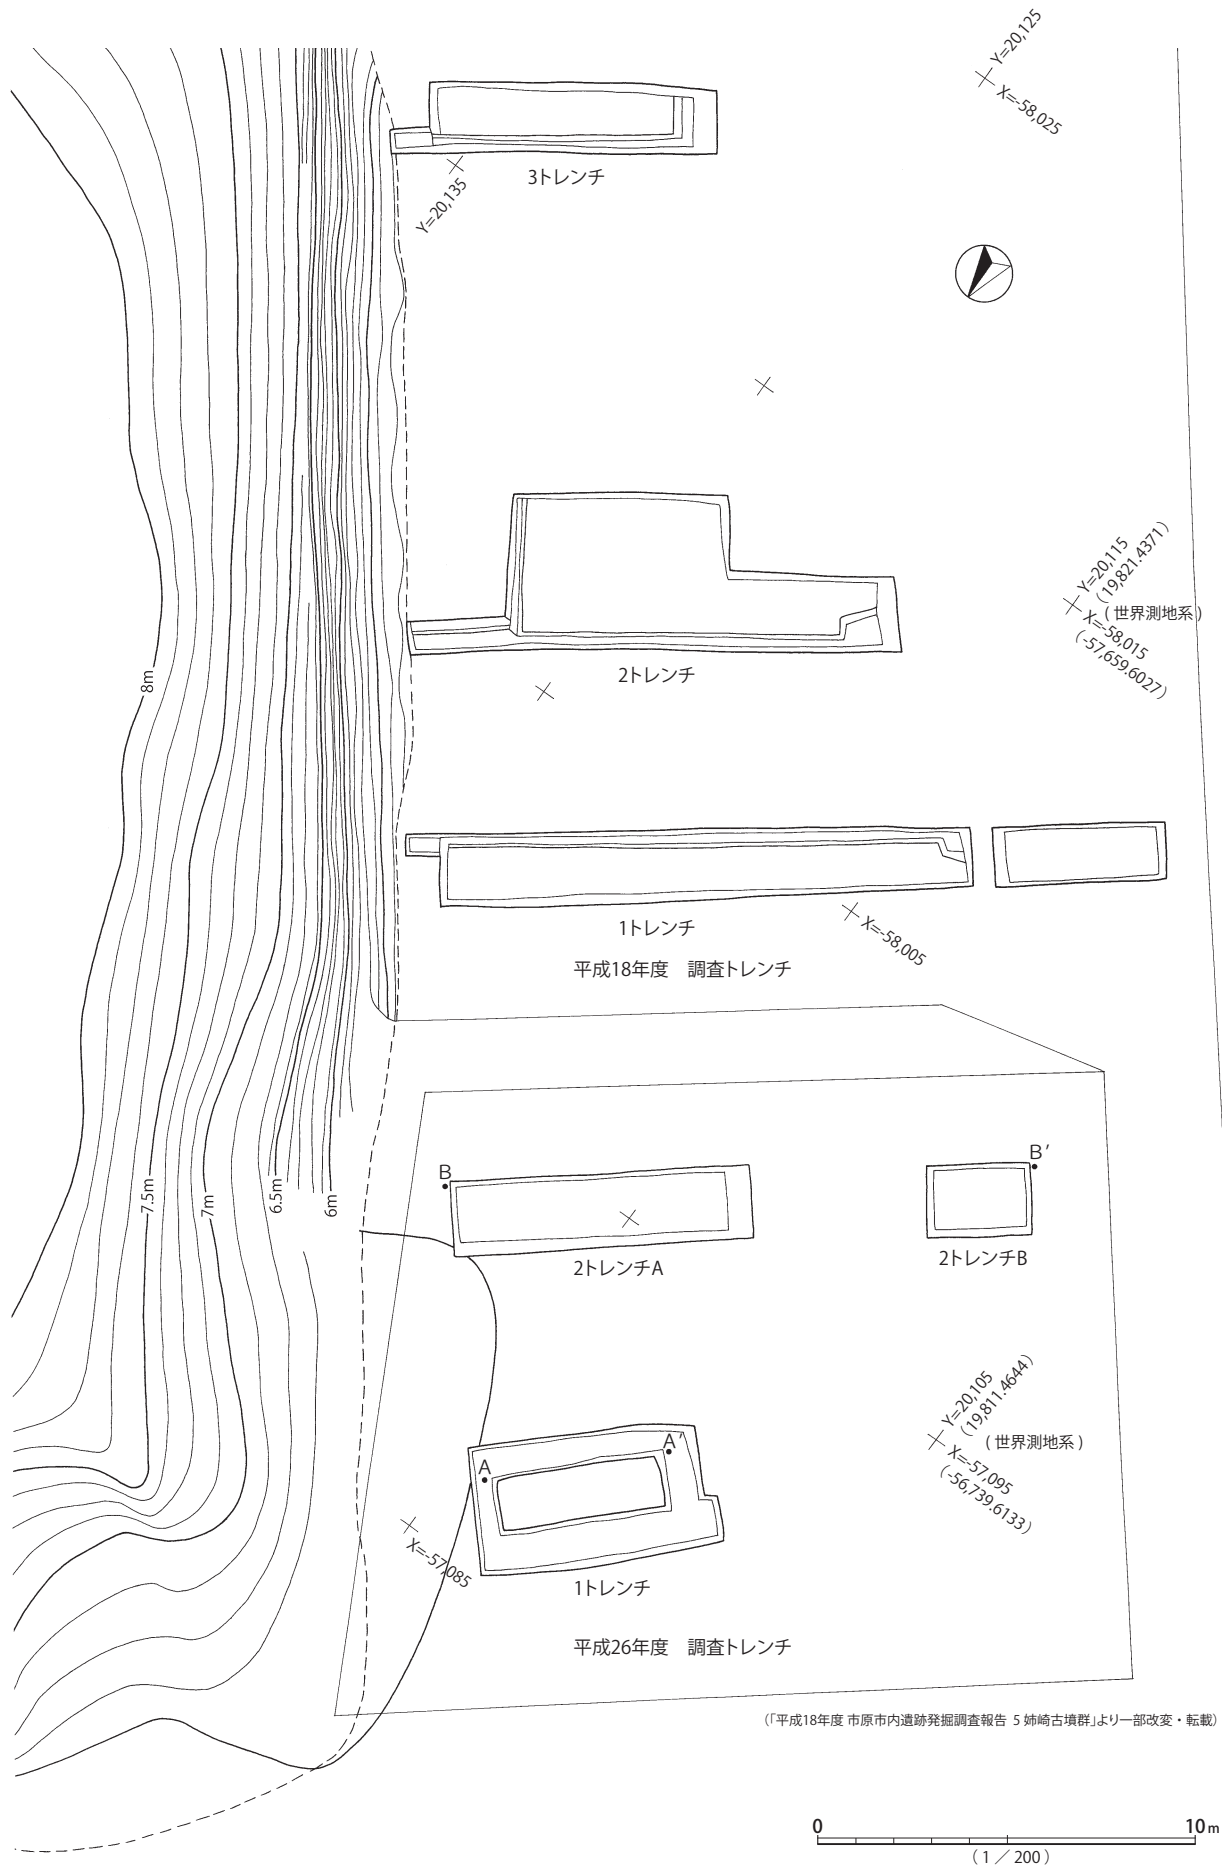 Y=20,125
X=-58,025
3トレンチ
Y=20,135
Y=20,115
(19,821.4371)
(世界測地系)
X=-58,015
(-57,659.6027)
8m
2トレンチ
1トレンチ
X=-58,005
平成18年度 調査トレンチ
7.5m
7m
6.5m
6m
B
B′
2トレンチA
2トレンチB
Y=20,105
(19,811.4644)
(世界測地系)
X=-57,095
(-56,739.6133)
A
A′
X=-57,085
1トレンチ
平成26年度 調査トレンチ
(「平成18年度 市原市内遺跡発掘調査報告 5 姉崎古墳群」より一部改変・転載)
0
10m
(1/200)